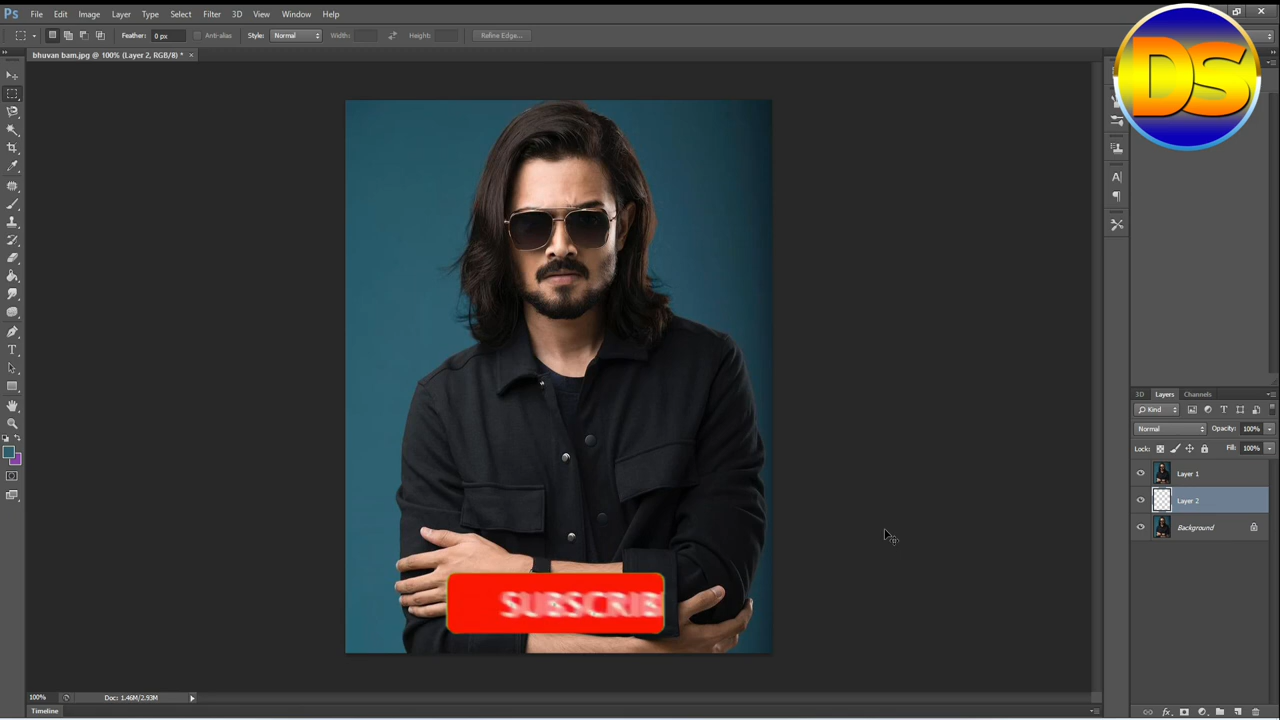 Ps File Edit Image Layer Type Select Filter 3D View Window Help
Feather: 0 px Anti-alias Style: Normal Width: Height: Refine Edge...
bhuvan bam.jpg @ 100% (Layer 2, RGB/8) * ×
DS
SUBSCRIB
3D Layers Channels
Kind
Normal Opacity: 100%
Lock: Fill: 100%
Layer 1
Layer 2
Background
100% Doc: 1.46M/2.93M
Timeline